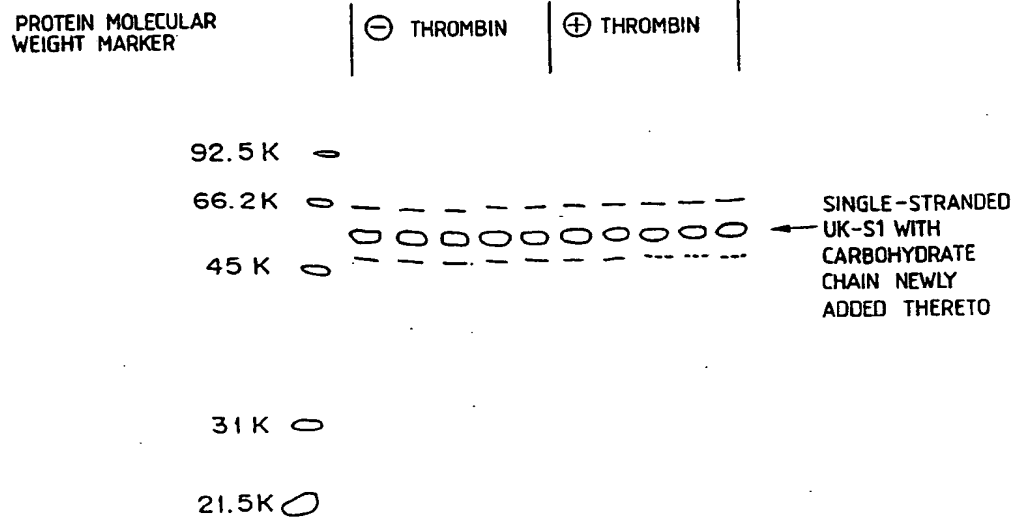 PROTEIN MOLECULAR
WEIGHT MARKER
⊖ THROMBIN
⊕ THROMBIN
92.5K
66.2K
45 K
31 K
21.5K
SINGLE-STRANDED
UK-S1 WITH
CARBOHYDRATE
CHAIN NEWLY
ADDED THERETO